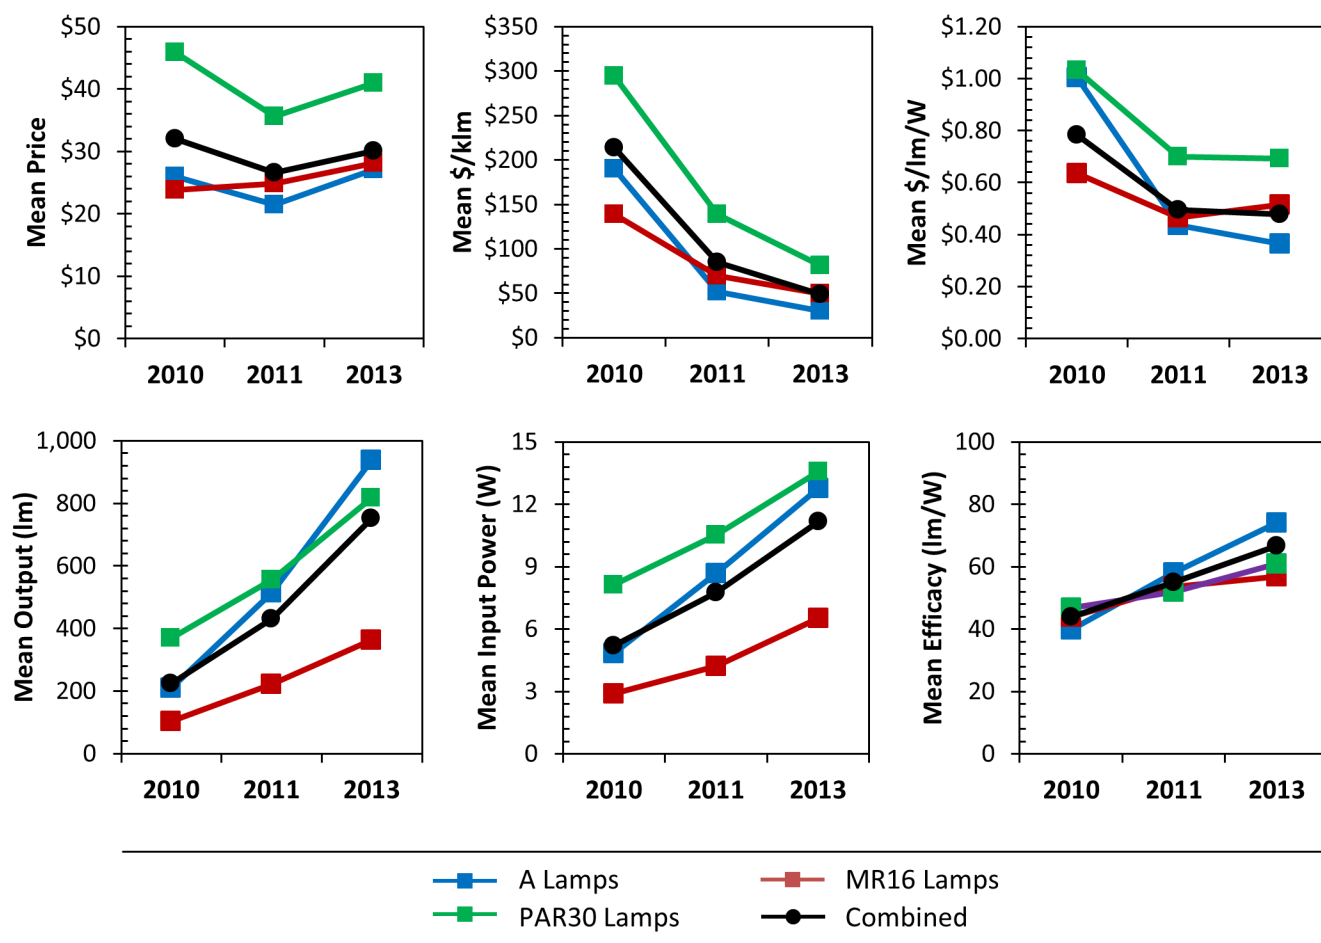 Mean Price
$50
$40
$30
$20
$10
$0
2010 2011 2013
Mean $/klm
$350
$300
$250
$200
$150
$100
$50
$0
2010 2011 2013
Mean $/lm/W
$1.20
$1.00
$0.80
$0.60
$0.40
$0.20
$0.00
2010 2011 2013
Mean Output (lm)
1,000
800
600
400
200
0
2010 2011 2013
Mean Input Power (W)
15
12
9
6
3
0
2010 2011 2013
Mean Efficacy (lm/W)
100
80
60
40
20
0
2010 2011 2013
A Lamps
MR16 Lamps
PAR30 Lamps
Combined